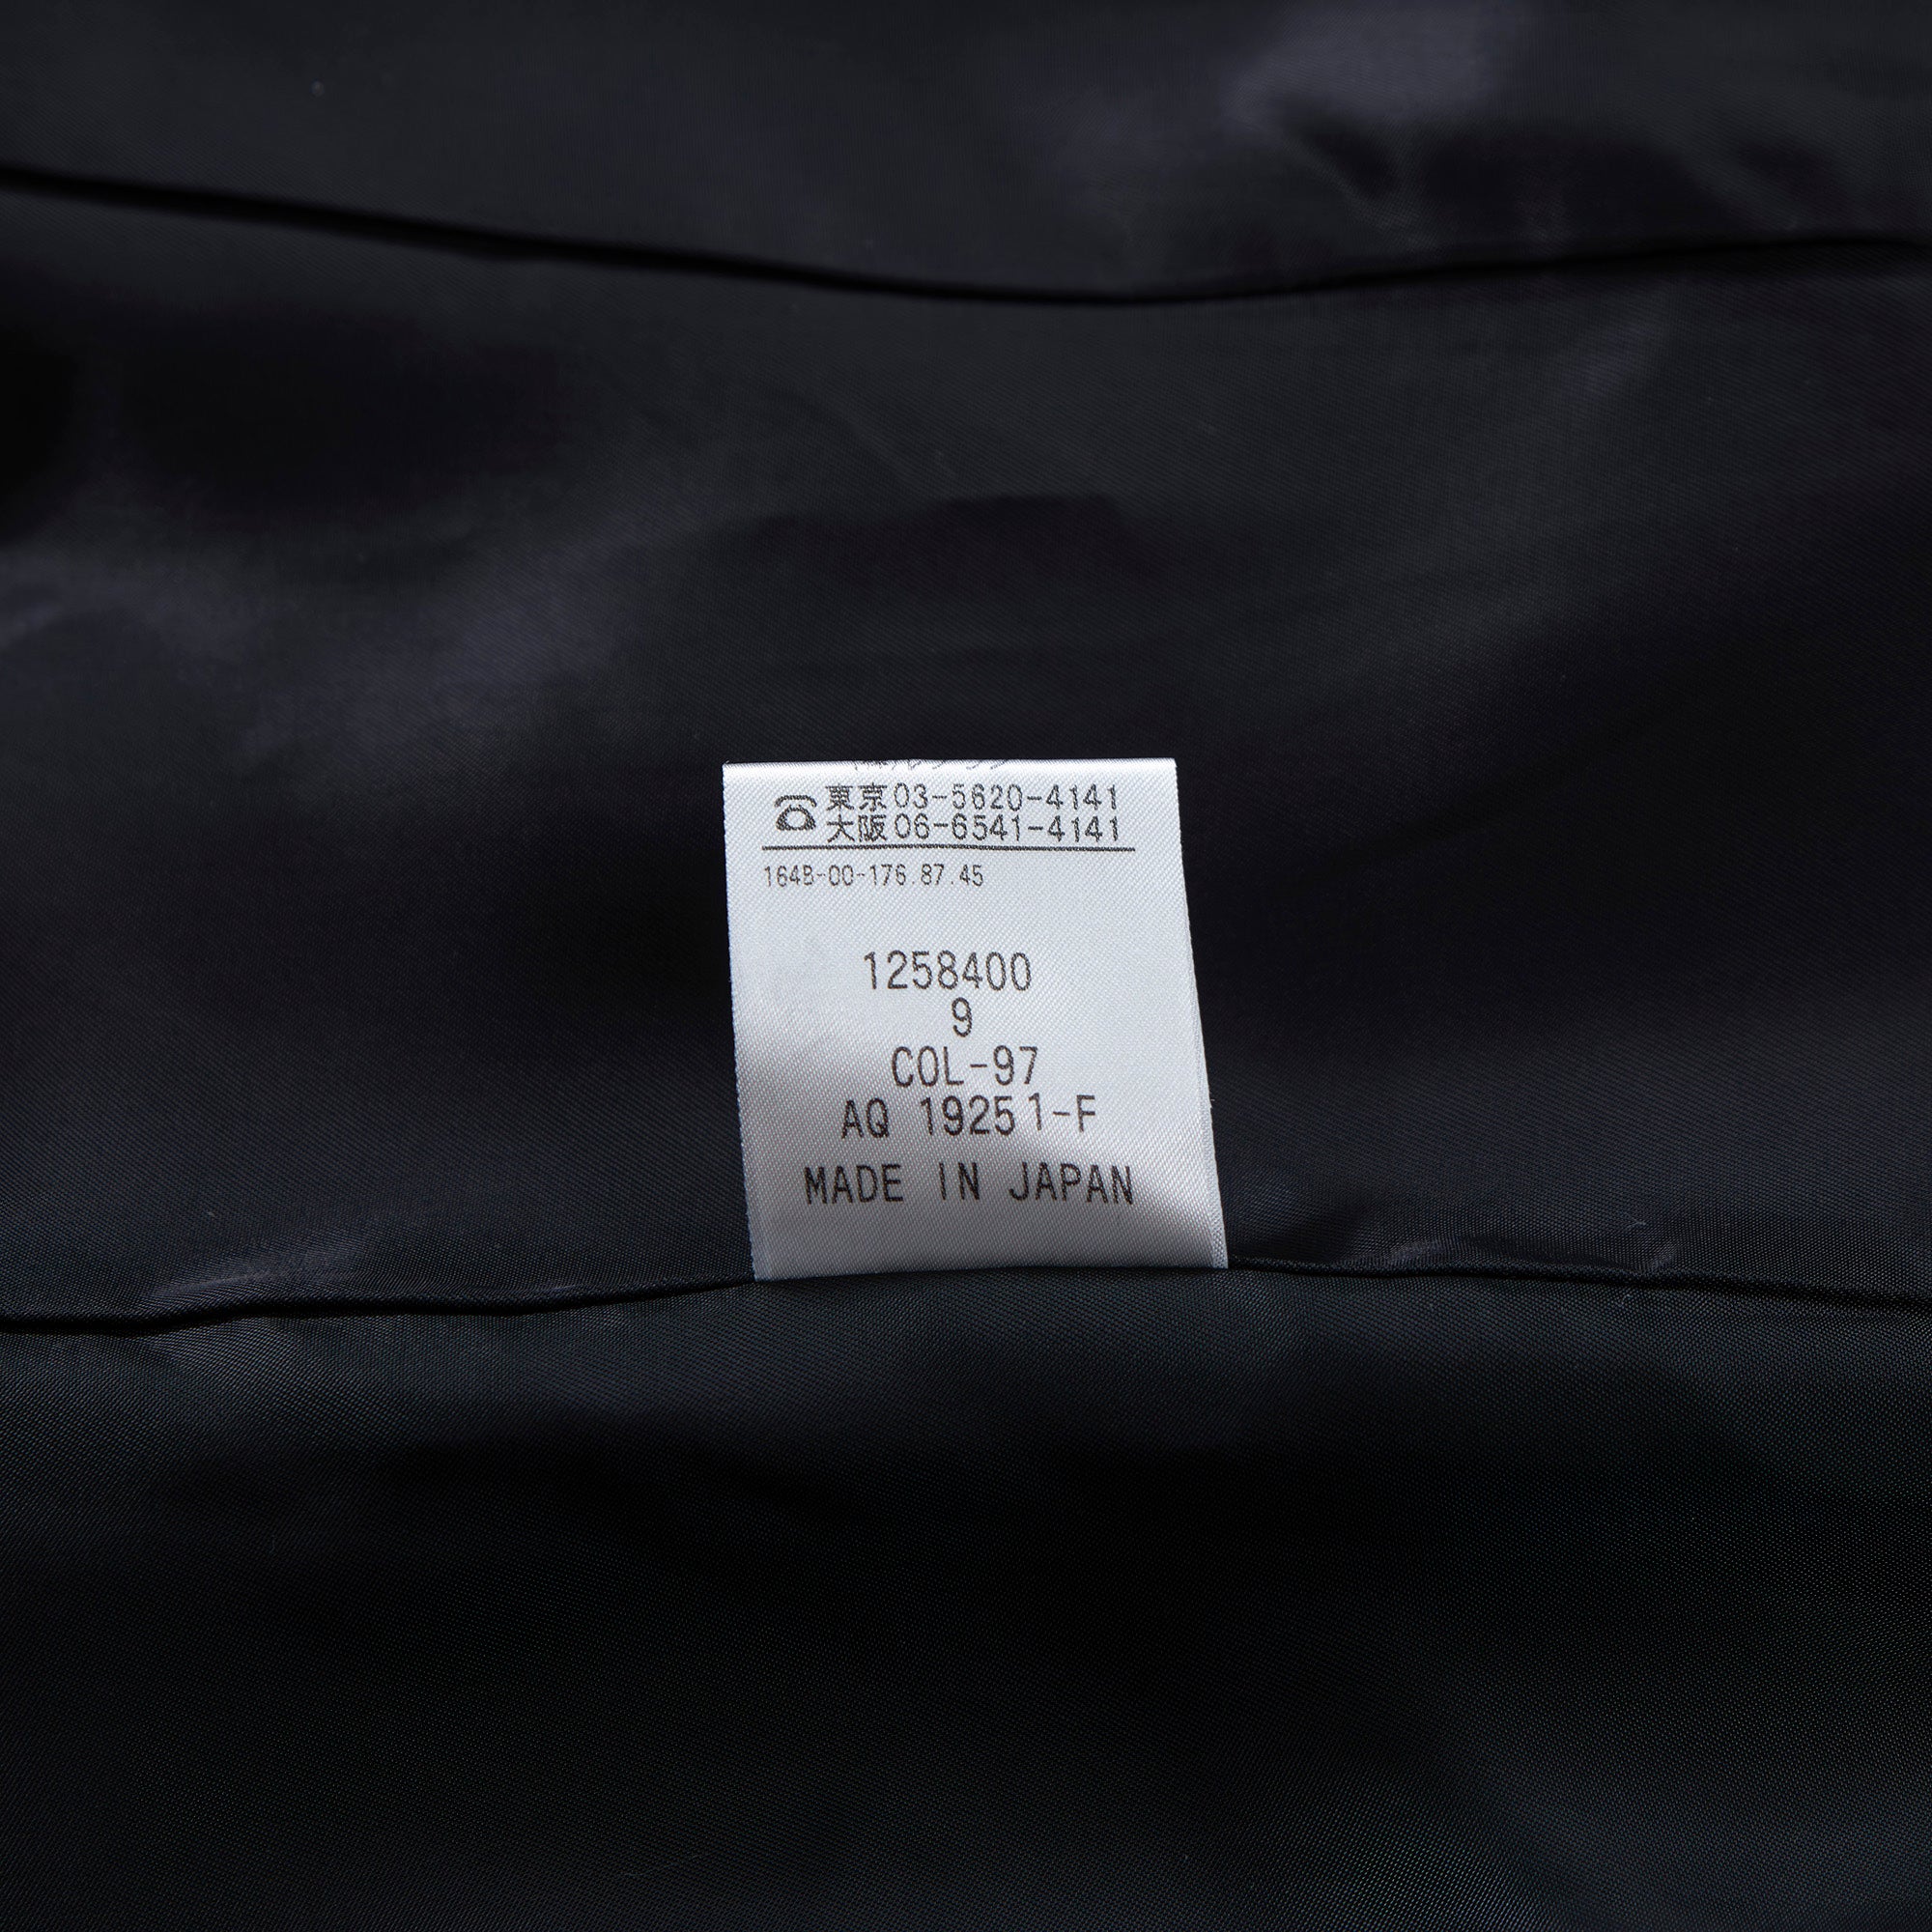 東京03-5620-4141
大阪06-6541-4141
164B-00-176.87.45
1258400
9
COL-97
AQ 19251-F
MADE IN JAPAN